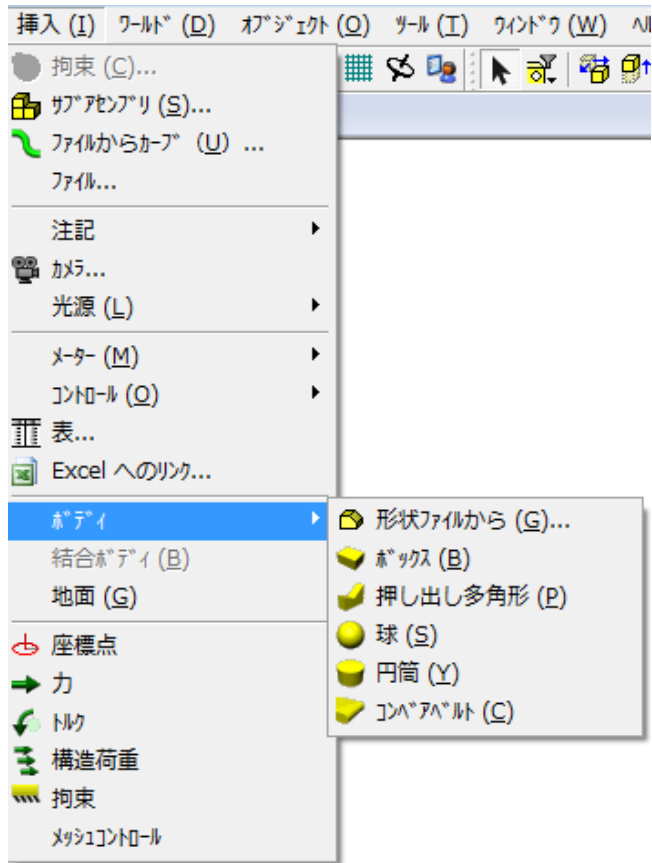 挿入 (I) ﾜｰﾙﾄﾞ (D) ｵﾌﾞｼﾞｪｸﾄ (O) ﾂｰﾙ (T) ｳｨﾝﾄﾞｳ (W)
拘束 (C)...
ｻﾌﾞｱｾﾝﾌﾞﾘ (S)...
ﾌｧｲﾙからｶｰﾌﾞ (U) ...
ﾌｧｲﾙ...
注記
ｶﾒﾗ...
光源 (L)
ﾒｰﾀｰ (M)
ｺﾝﾄﾛｰﾙ (O)
表...
Excel へのﾘﾝｸ...
ﾎﾞﾃﾞｨ
結合ﾎﾞﾃﾞｨ (B)
地面 (G)
座標点
力
ﾄﾙｸ
構造荷重
拘束
ﾒｯｼｭｺﾝﾄﾛｰﾙ
形状ﾌｧｲﾙから (G)...
ﾎﾞｯｸｽ (B)
押し出し多角形 (P)
球 (S)
円筒 (Y)
ｺﾝﾍﾞｱﾍﾞﾙﾄ (C)